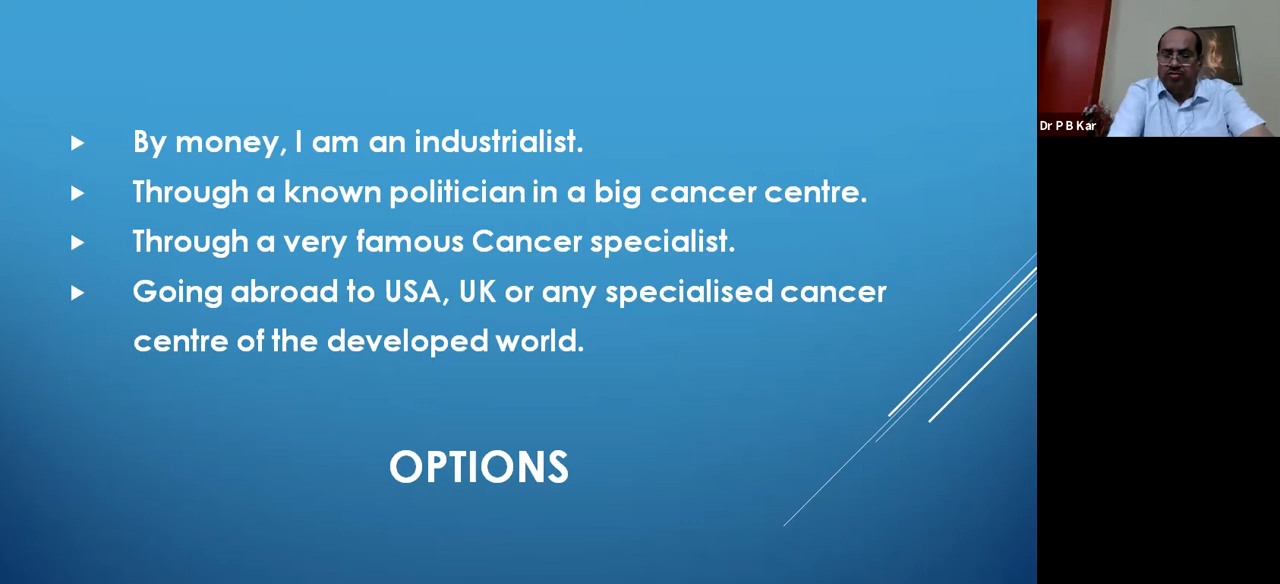 By money, I am an industrialist.
Through a known politician in a big cancer centre.
Through a very famous Cancer specialist.
Going abroad to USA, UK or any specialised cancer
centre of the developed world.
OPTIONS
Dr P B Kar